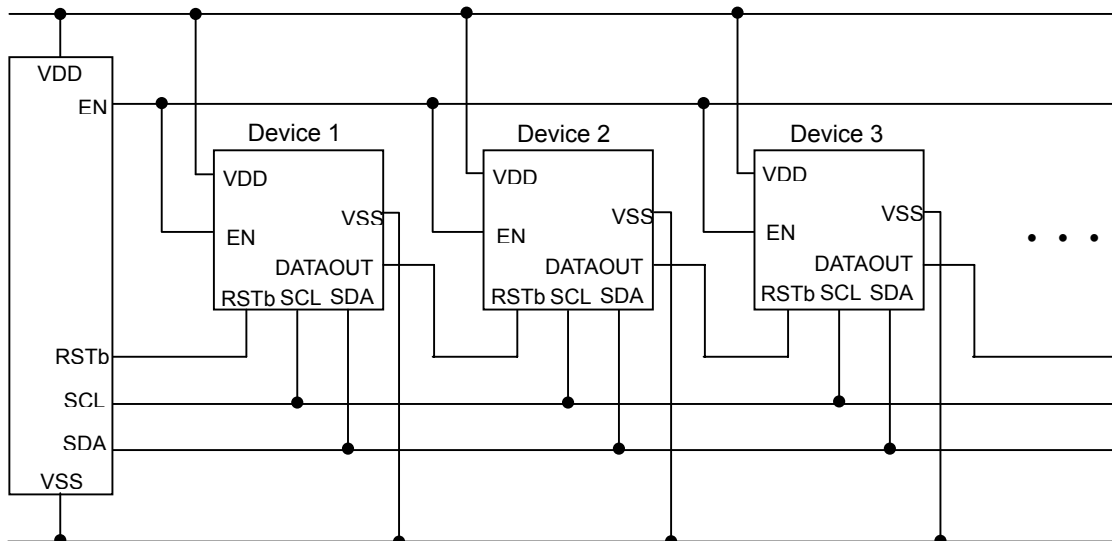 VDD
EN
RSTb
SCL
SDA
VSS
Device 1
VDD
VSS
EN
DATAOUT
RSTb SCL SDA
Device 2
VDD
VSS
EN
DATAOUT
RSTb SCL SDA
Device 3
VDD
VSS
EN
DATAOUT
RSTb SCL SDA
• • •